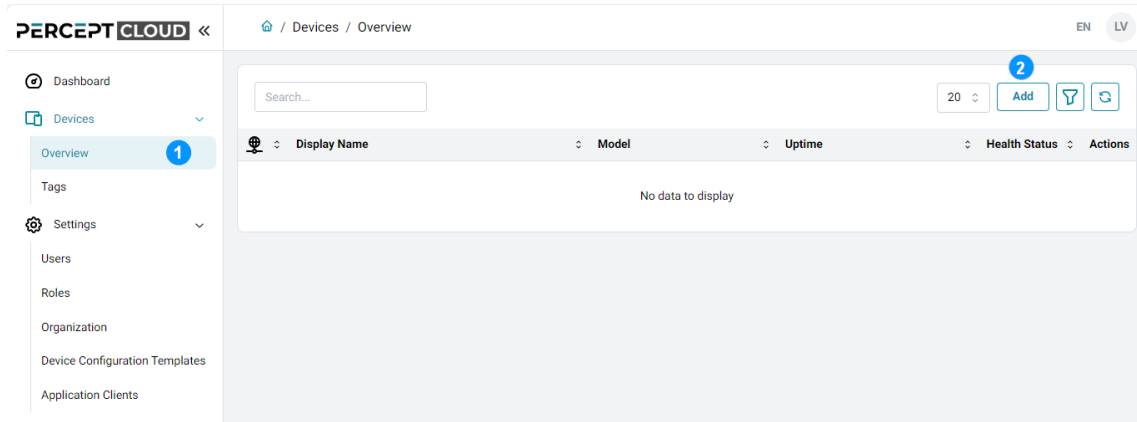 PERCEPT CLOUD «
/ Devices / Overview
EN LV
Dashboard
Devices
Overview 1
Tags
Settings
Users
Roles
Organization
Device Configuration Templates
Application Clients
2
Search... 20 Add
Display Name Model Uptime Health Status Actions
No data to display